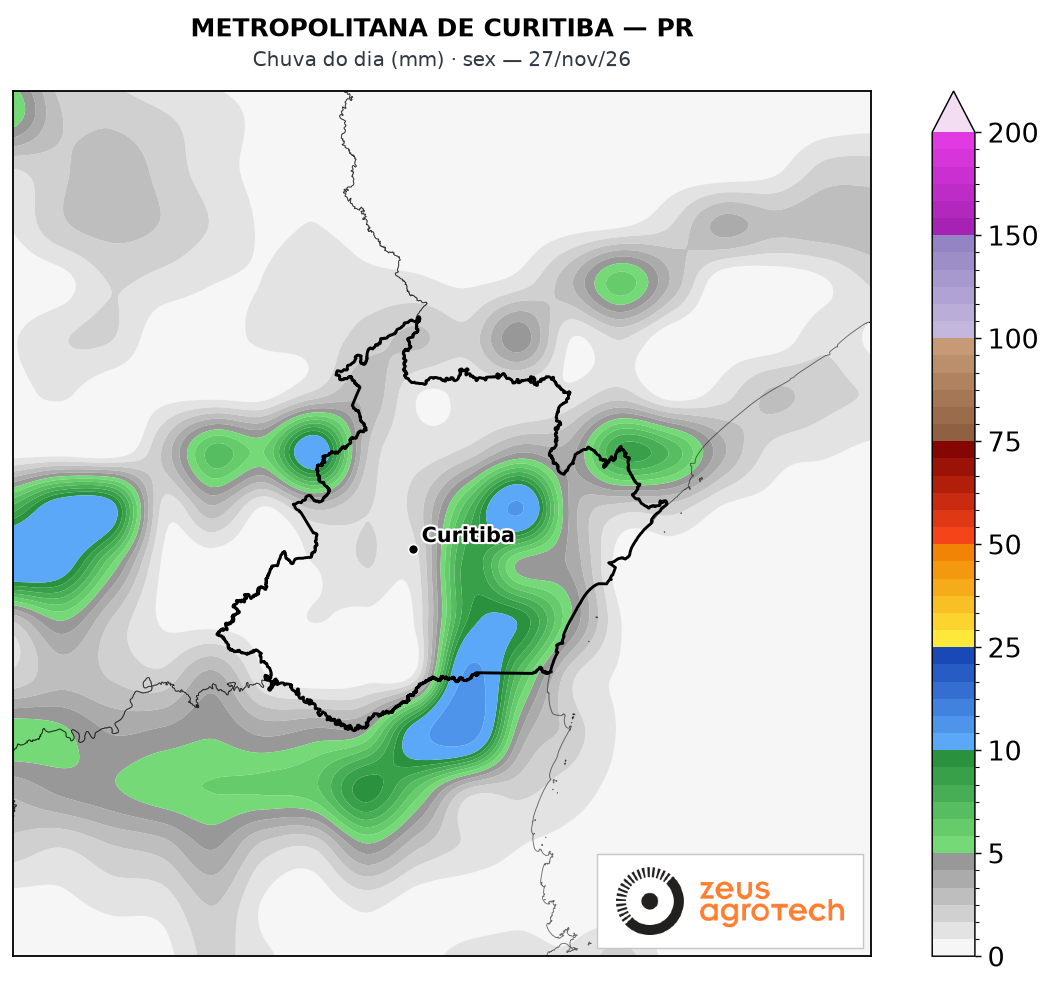 METROPOLITANA DE CURITIBA — PR
Chuva do dia (mm) · sex — 27/nov/26
200
150
100
75
50
25
10
5
0
Curitiba
zeus
agrotech